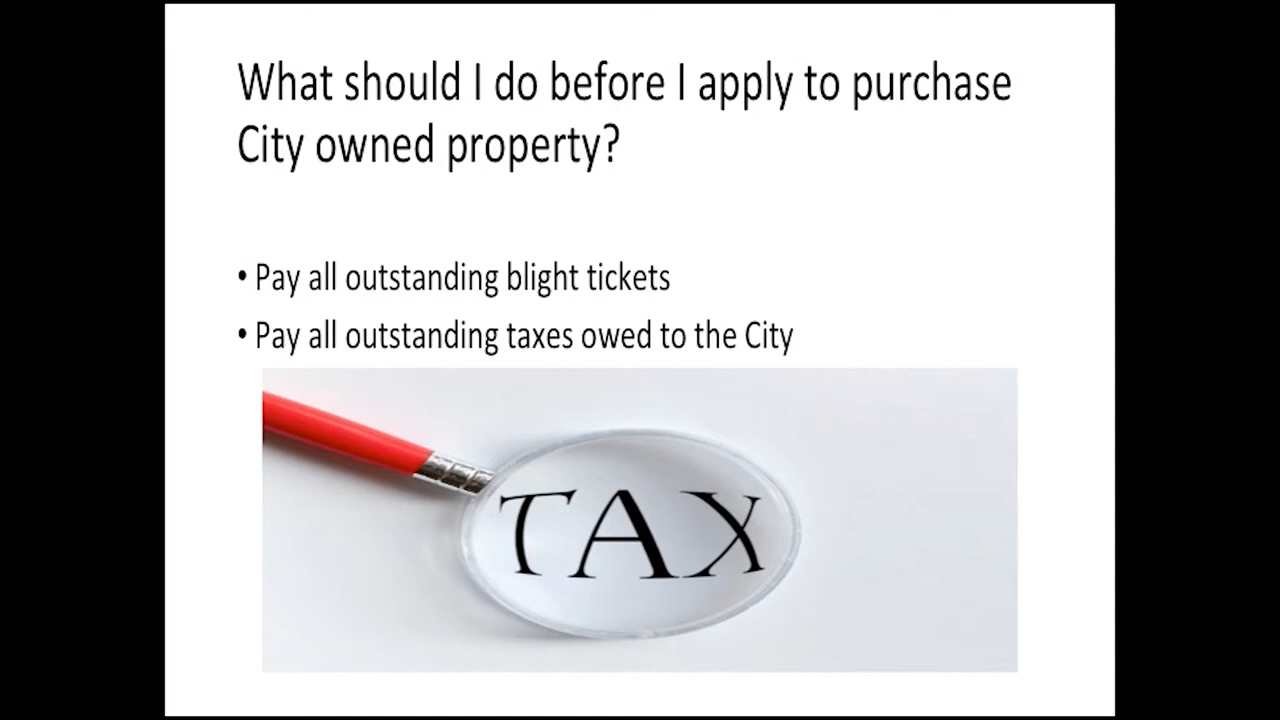 What should I do before I apply to purchase
City owned property?
• Pay all outstanding blight tickets
• Pay all outstanding taxes owed to the City
TAX